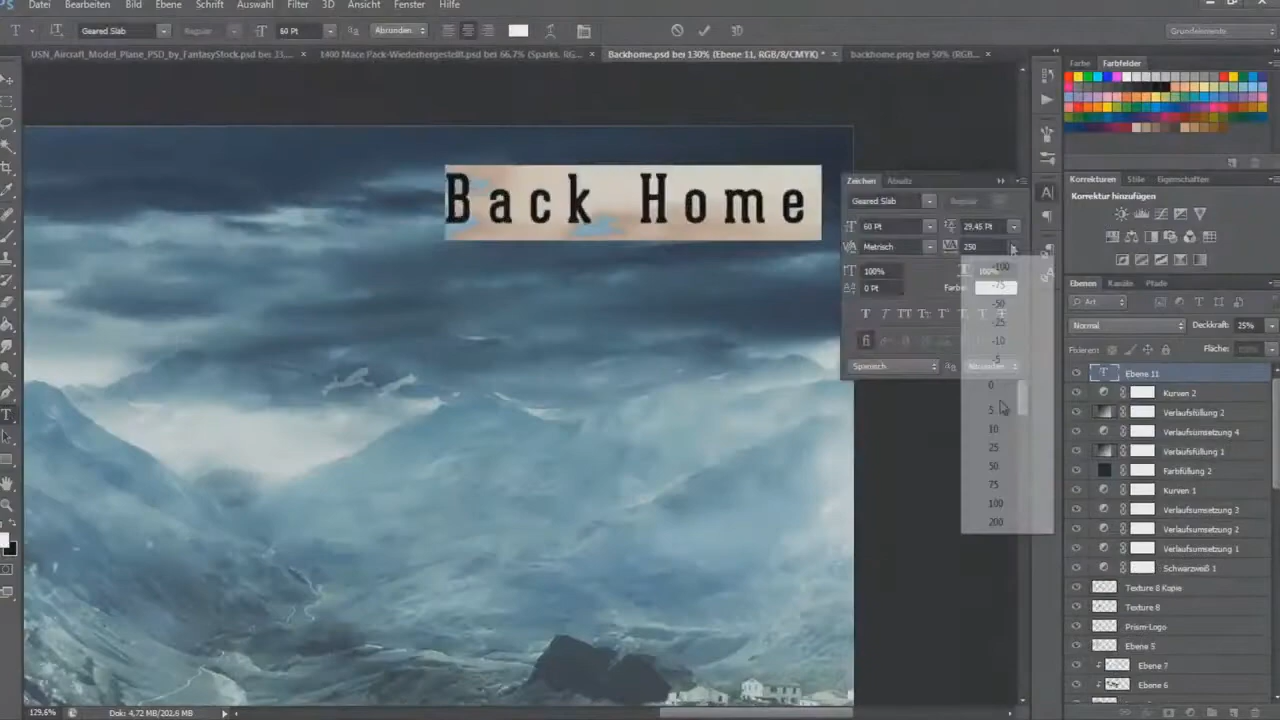 Datei Bearbeiten Bild Ebene Schrift Auswahl Filter 3D Ansicht Fenster Hilfe
Geared Slab Regular 60 Pt Abrunden 3D Grundelemente
USN_Aircraft_Model_Plane_PSD_by_FantasyStock.psd bei 33,... × t400 Mace Pack-Wiederhergestellt.psd bei 66,7% (Sparks, RG... × Backhome.psd bei 130% (Ebene 11, RGB/8/CMYK) * × backhome.png bei 50% (RGB... ×
Farbe Farbfelder
Back Home
Zeichen Absatz
Geared Slab Regular
60 Pt 29,45 Pt
Metrisch 250
100% 100%
0 Pt Farbe:
Spanisch Abrunden
-100
-75
-50
-25
-10
-5
0
5
10
25
50
75
100
200
Korrekturen Stile Eigenschaften
Korrektur hinzufügen
Ebenen Kanäle Pfade
Art
Normal Deckkraft: 25%
Fixieren: Fläche:
Ebene 11
Kurven 2
Verlaufsfüllung 2
Verlaufsumsetzung 4
Verlaufsfüllung 1
Farbfüllung 2
Kurven 1
Verlaufsumsetzung 3
Verlaufsumsetzung 2
Verlaufsumsetzung 1
Schwarzweiß 1
Texture 8 Kopie
Texture 8
Prism-Logo
Ebene 5
Ebene 7
Ebene 6
129,6% Dok: 4,72 MB/202,6 MB